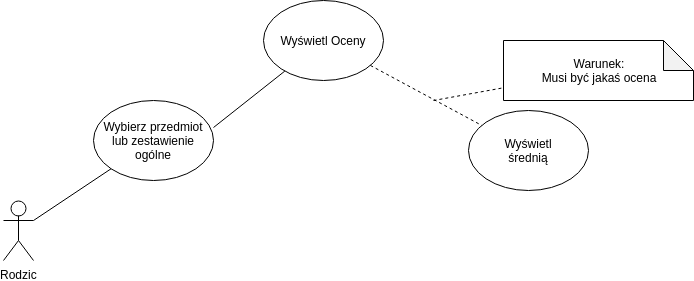 Wyświetl Oceny
Warunek:
Musi być jakaś ocena
Wybierz przedmiot
lub zestawienie
ogólne
Wyświetl
średnią
Rodzic